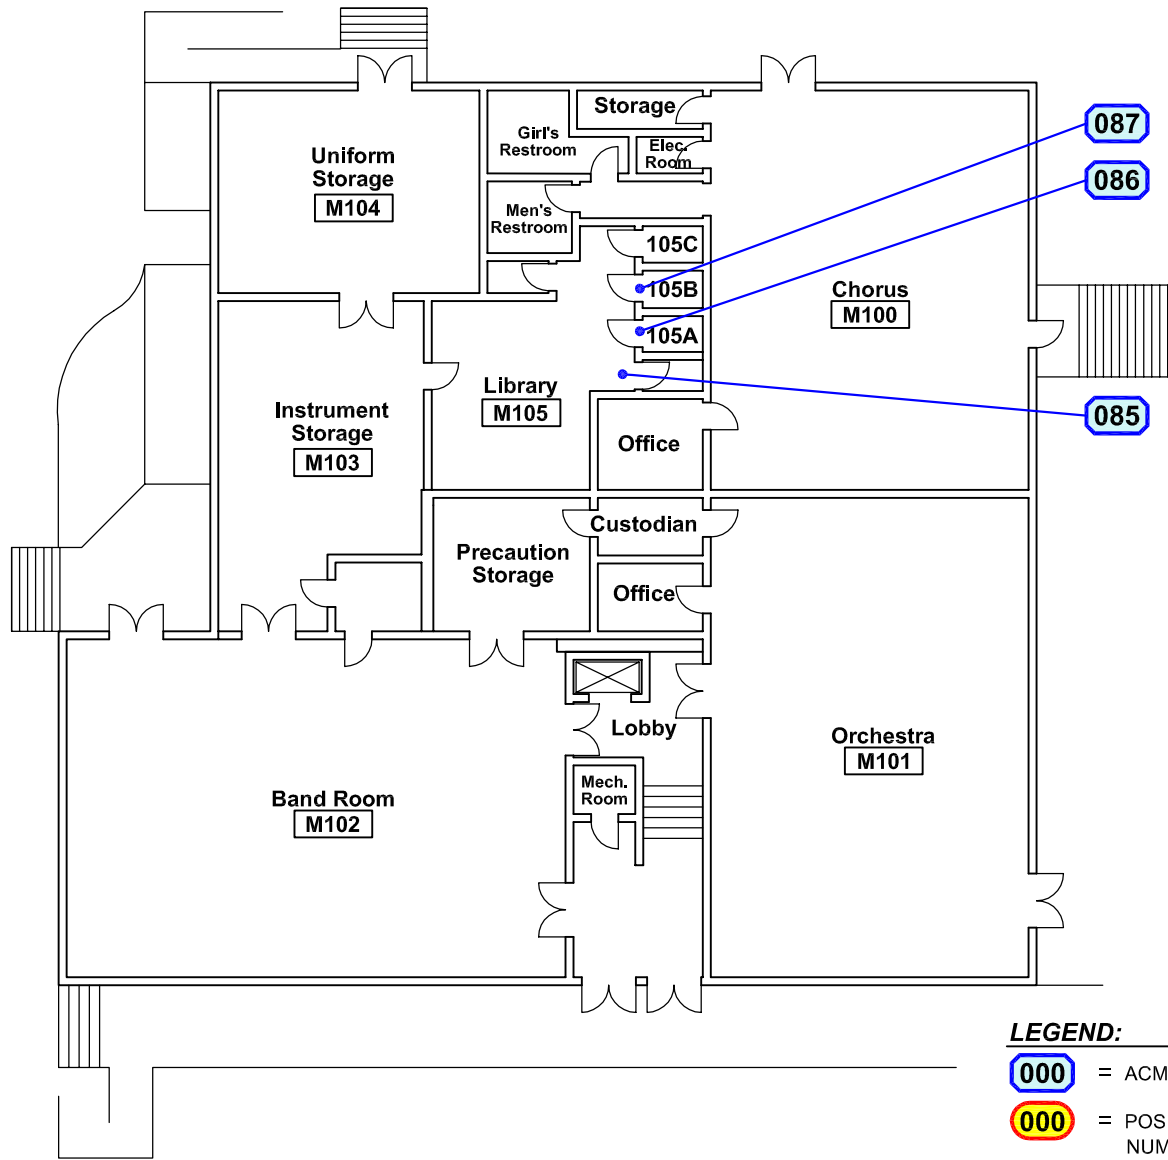 Storage
087
Girl's
Restroom
Elec.
Room
Uniform
Storage
M104
086
Men's
Restroom
105C
105B
Chorus
M100
105A
Library
M105
085
Instrument
Storage
M103
Office
Custodian
Precaution
Storage
Office
Lobby
Orchestra
M101
Mech.
Room
Band Room
M102
LEGEND:
000 = ACM
000 = POS
NUM